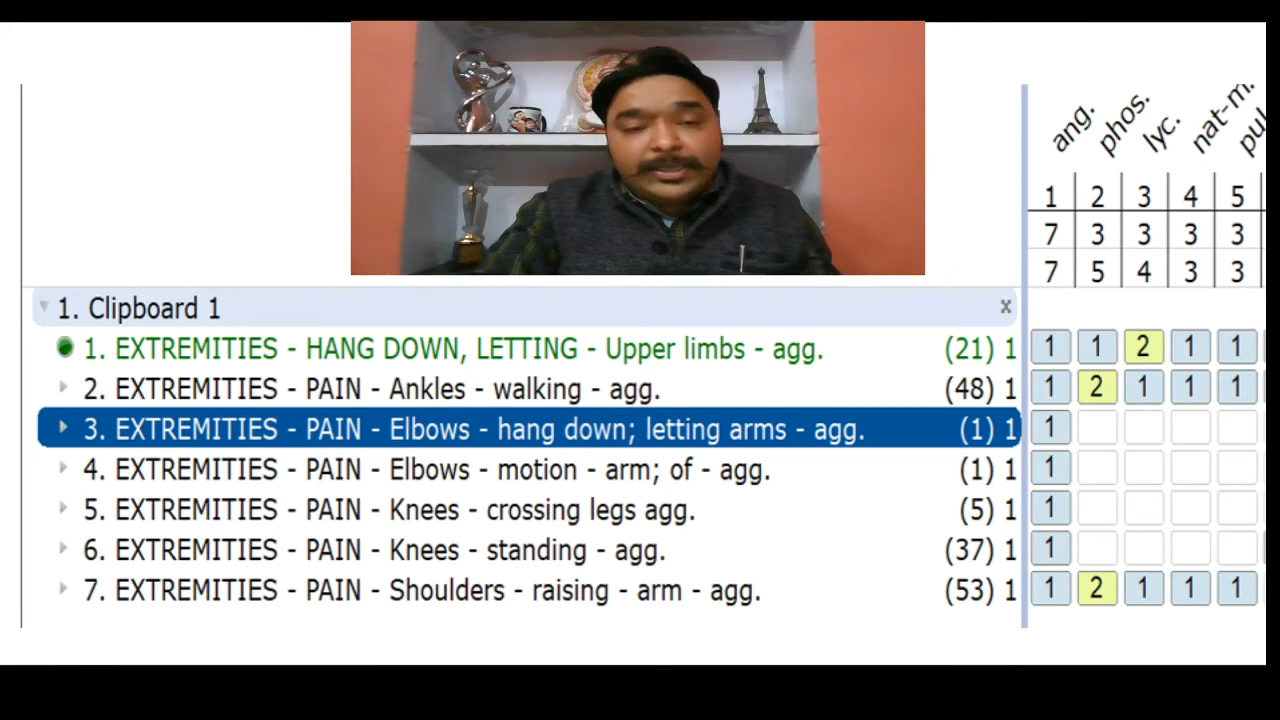 ang. phos. lyc. nat-m.
1 2 3 4 5
7 3 3 3 3
7 5 4 3 3
1. Clipboard 1 x
1. EXTREMITIES - HANG DOWN, LETTING - Upper limbs - agg. (21) 1 1 1 2 1 1
2. EXTREMITIES - PAIN - Ankles - walking - agg. (48) 1 1 2 1 1 1
3. EXTREMITIES - PAIN - Elbows - hang down; letting arms - agg. (1) 1 1
4. EXTREMITIES - PAIN - Elbows - motion - arm; of - agg. (1) 1 1
5. EXTREMITIES - PAIN - Knees - crossing legs agg. (5) 1 1
6. EXTREMITIES - PAIN - Knees - standing - agg. (37) 1 1
7. EXTREMITIES - PAIN - Shoulders - raising - arm - agg. (53) 1 1 2 1 1 1